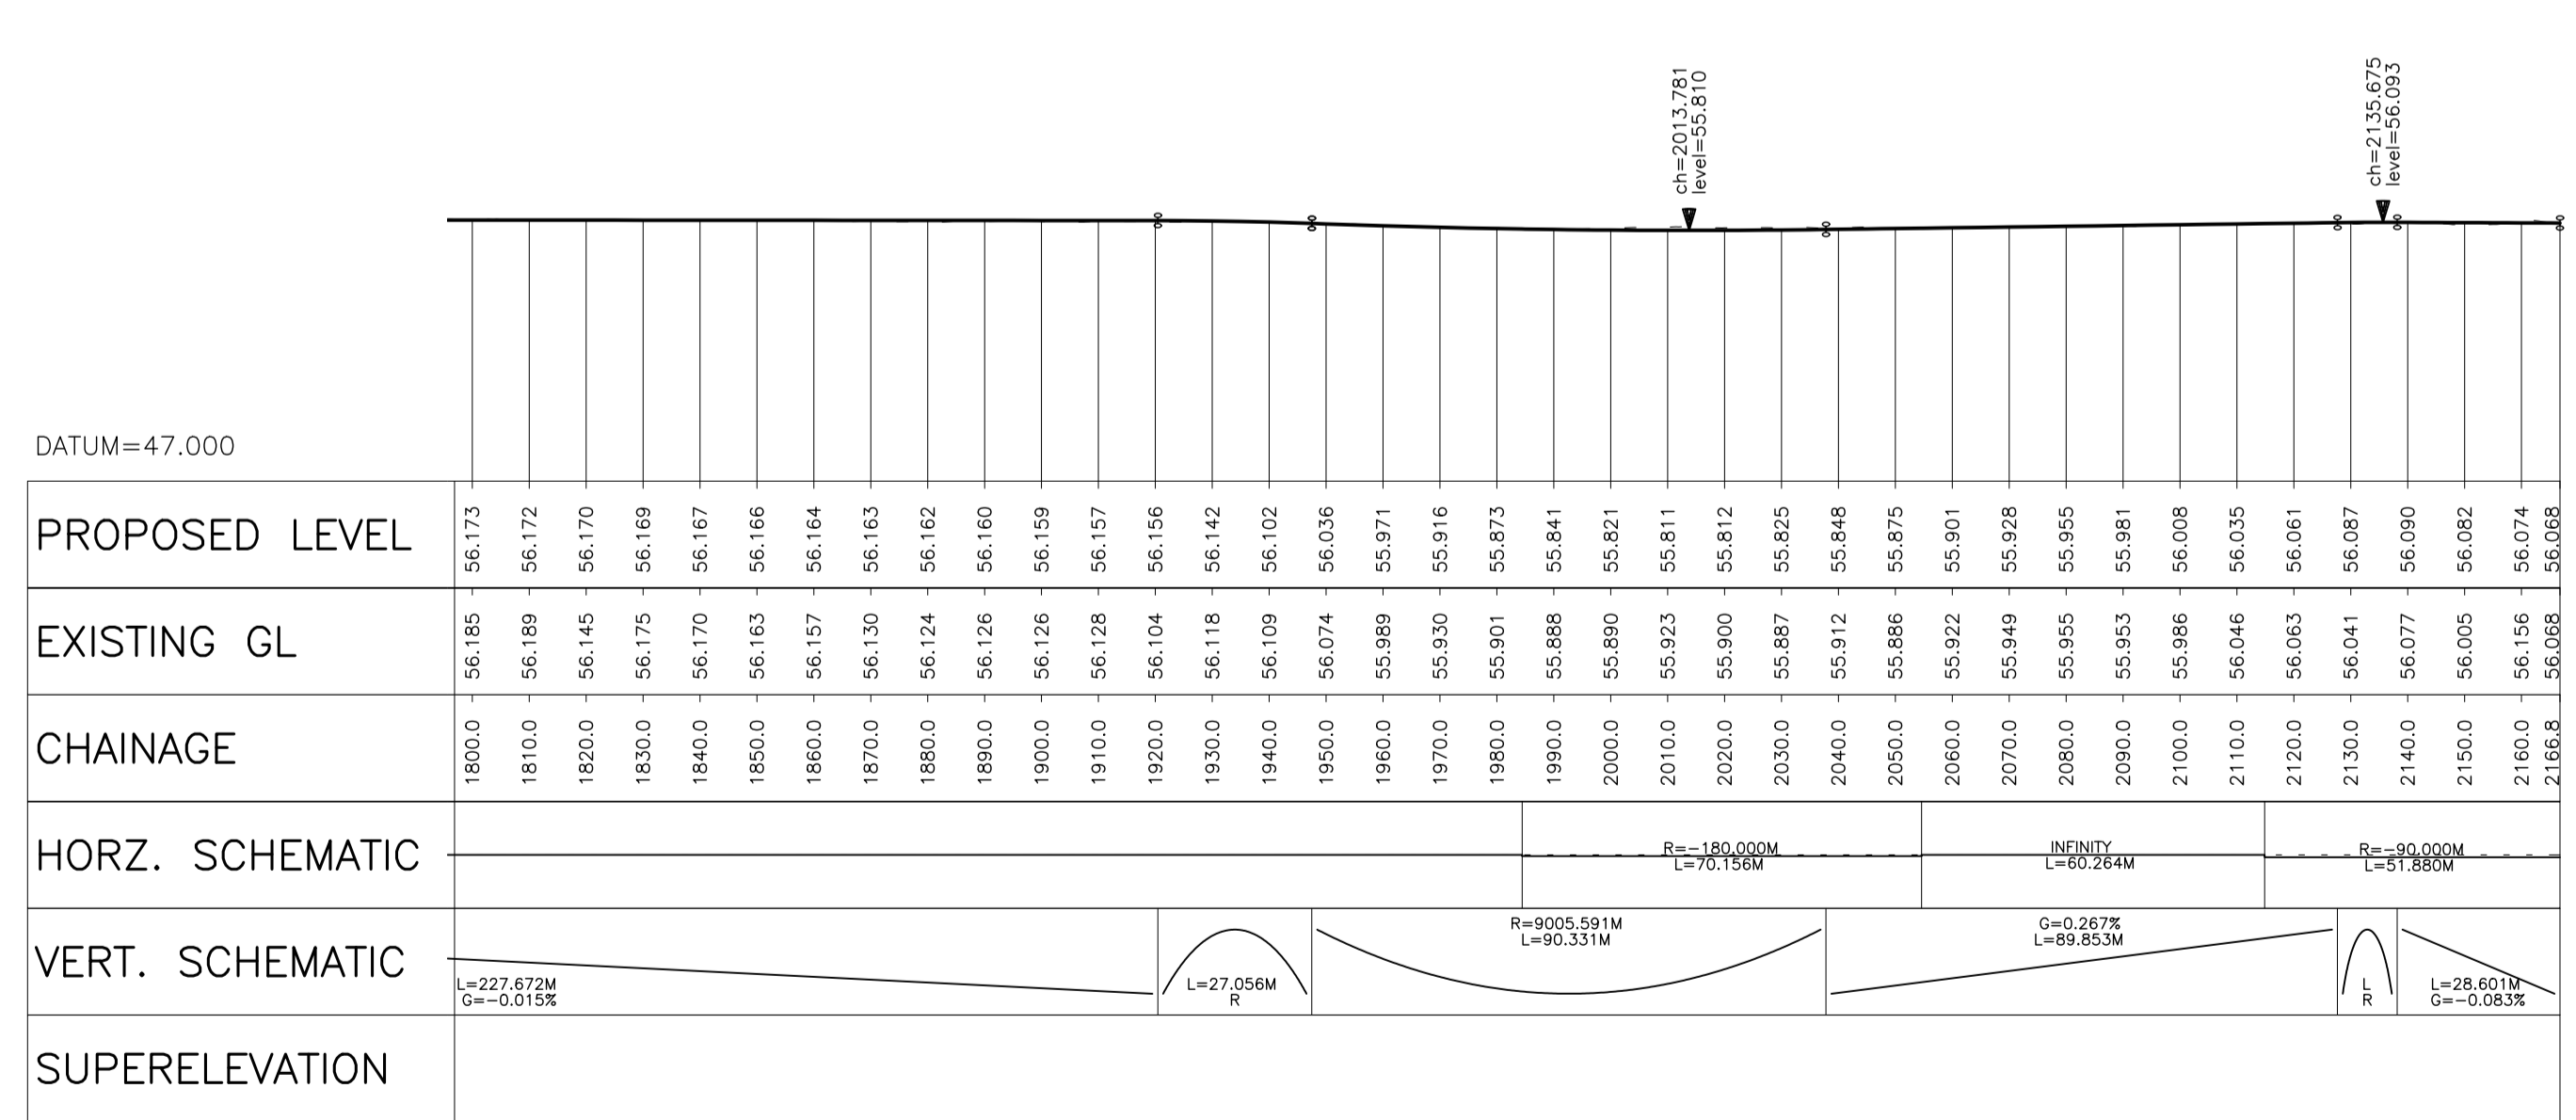 ch=2013.781
level=55.810
ch=2135.675
level=56.093
DATUM=47.000
PROPOSED LEVEL 56.173 56.172 56.170 56.169 56.167 56.166 56.164 56.163 56.162 56.160 56.159 56.157 56.156 56.142 56.102 56.036 55.971 55.916 55.873 55.841 55.821 55.811 55.812 55.825 55.848 55.875 55.901 55.928 55.955 55.981 56.008 56.035 56.061 56.087 56.090 56.082 56.074 56.068
EXISTING GL 56.185 56.189 56.145 56.175 56.170 56.163 56.157 56.130 56.124 56.126 56.126 56.128 56.104 56.118 56.109 56.074 55.989 55.930 55.901 55.888 55.890 55.923 55.900 55.887 55.912 55.886 55.922 55.949 55.955 55.953 55.986 56.046 56.063 56.041 56.077 56.005 56.156 56.068
CHAINAGE 1800.0 1810.0 1820.0 1830.0 1840.0 1850.0 1860.0 1870.0 1880.0 1890.0 1900.0 1910.0 1920.0 1930.0 1940.0 1950.0 1960.0 1970.0 1980.0 1990.0 2000.0 2010.0 2020.0 2030.0 2040.0 2050.0 2060.0 2070.0 2080.0 2090.0 2100.0 2110.0 2120.0 2130.0 2140.0 2150.0 2160.0 2166.8
HORZ. SCHEMATIC
R=-180.000M
L=70.156M
INFINITY
L=60.264M
R=-90.000M
L=51.880M
VERT. SCHEMATIC
L=227.672M
G=-0.015%
L=27.056M
R
R=9005.591M
L=90.331M
G=0.267%
L=89.853M
L
R
L=28.601M
G=-0.083%
SUPERELEVATION